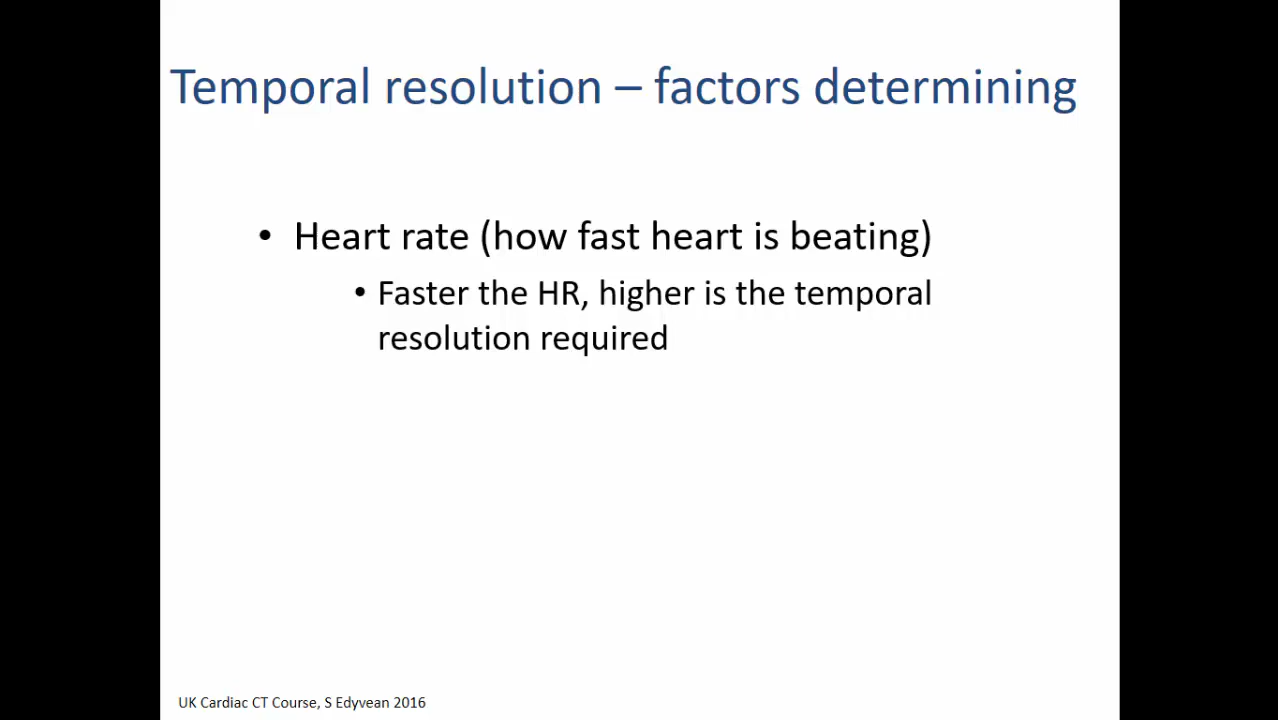 Temporal resolution – factors determining
• Heart rate (how fast heart is beating)
• Faster the HR, higher is the temporal
resolution required
UK Cardiac CT Course, S Edyvean 2016